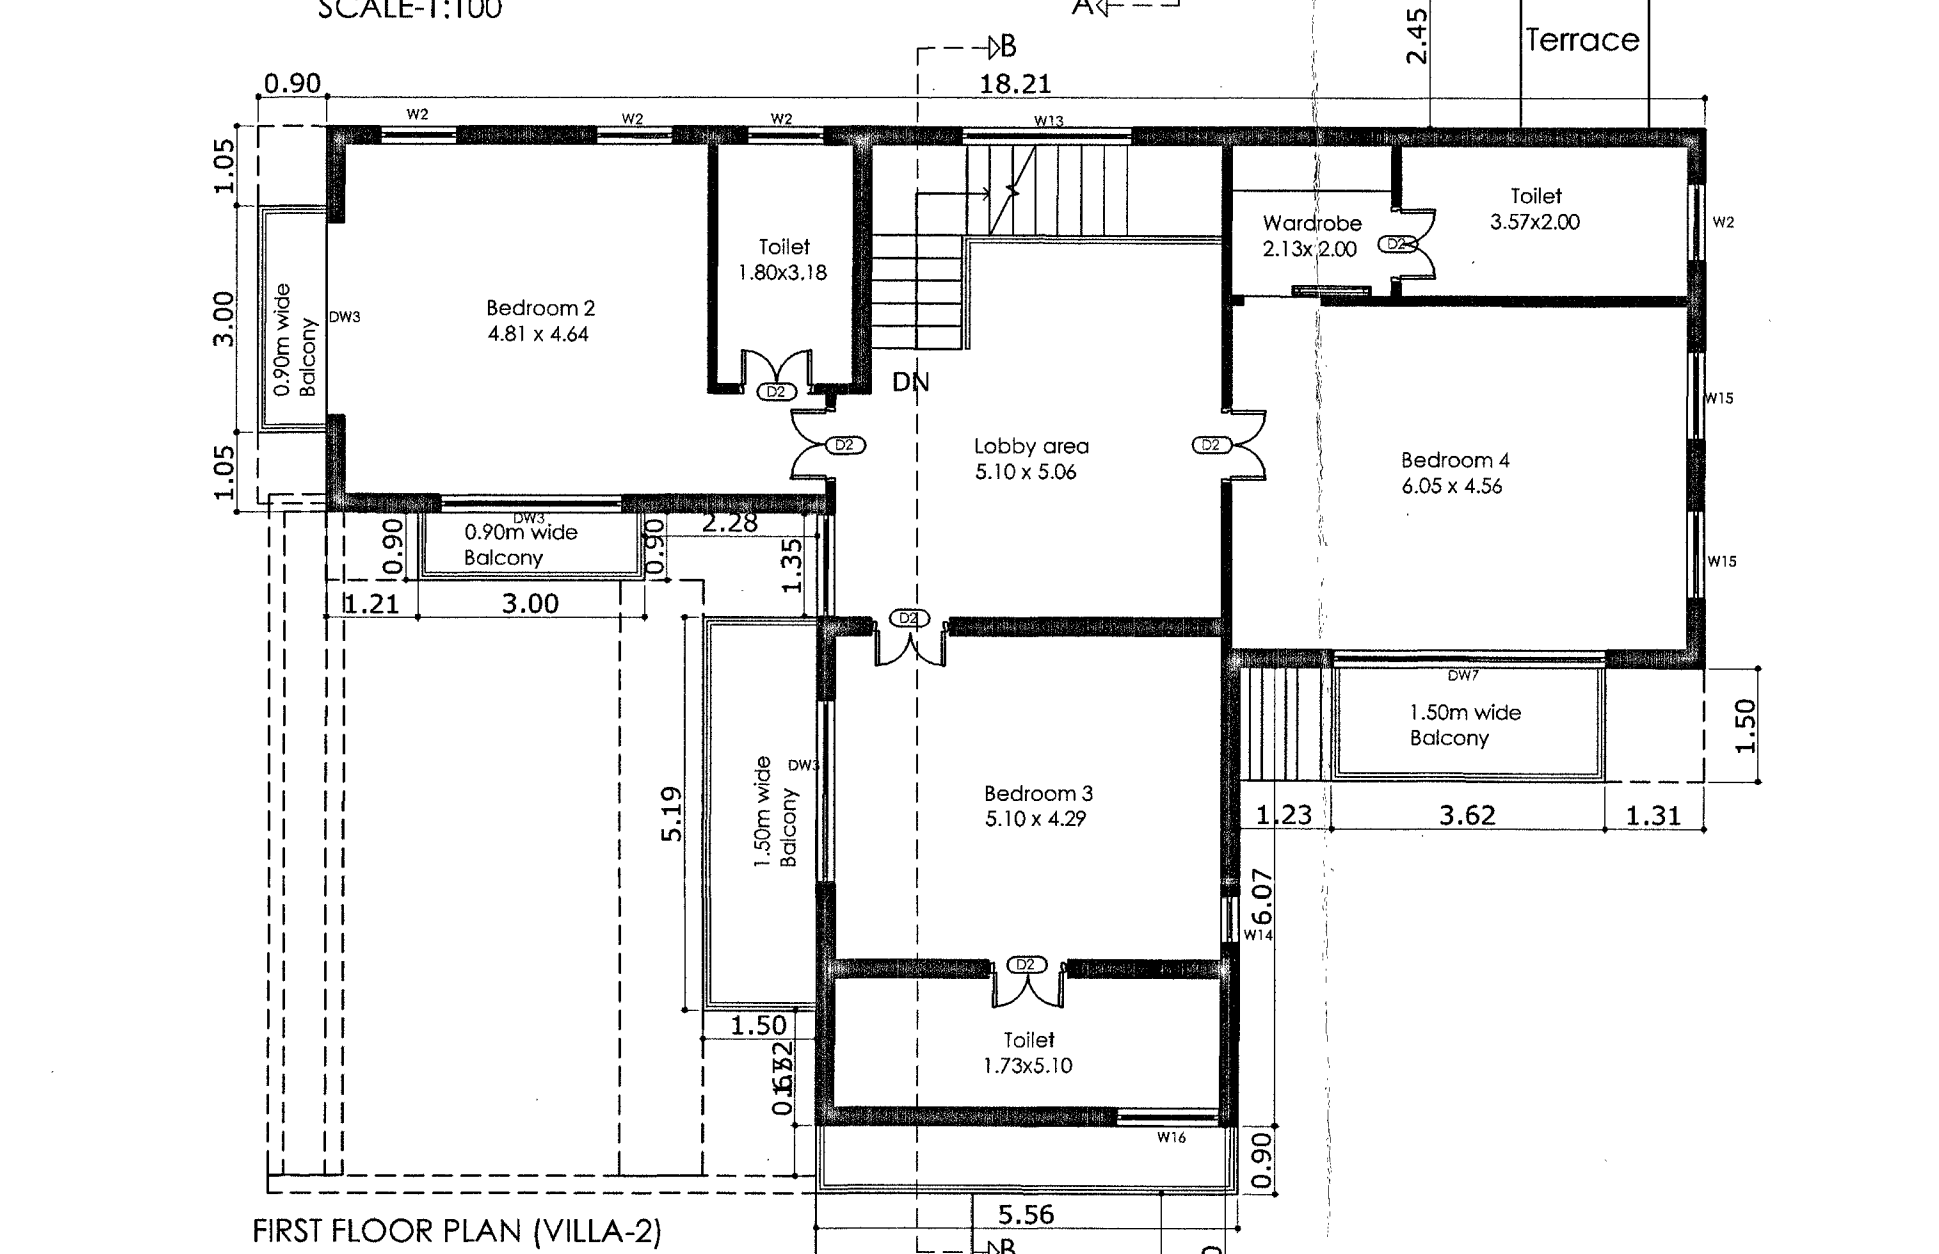 SCALE-1:100
A
B
2.45
Terrace
0.90
18.21
W2
W2
W2
W13
1.05
Toilet
3.57x2.00
W2
Wardrobe
2.13x 2.00
D2
Toilet
1.80x3.18
3.00
0.90m wide
Balcony
DW3
Bedroom 2
4.81 x 4.64
D2
DN
W15
1.05
D2
Lobby area
5.10 x 5.06
D2
Bedroom 4
6.05 x 4.56
0.90
DW3
0.90m wide
Balcony
0.90
2.28
1.35
W15
1.21
3.00
D2
DW7
1.50m wide
Balcony
1.50
5.19
1.50m wide
Balcony
DW3
Bedroom 3
5.10 x 4.29
1.23
3.62
1.31
6.07
W14
D2
1.50
Toilet
1.73x5.10
W16
0.90
5.56
FIRST FLOOR PLAN (VILLA-2)
B